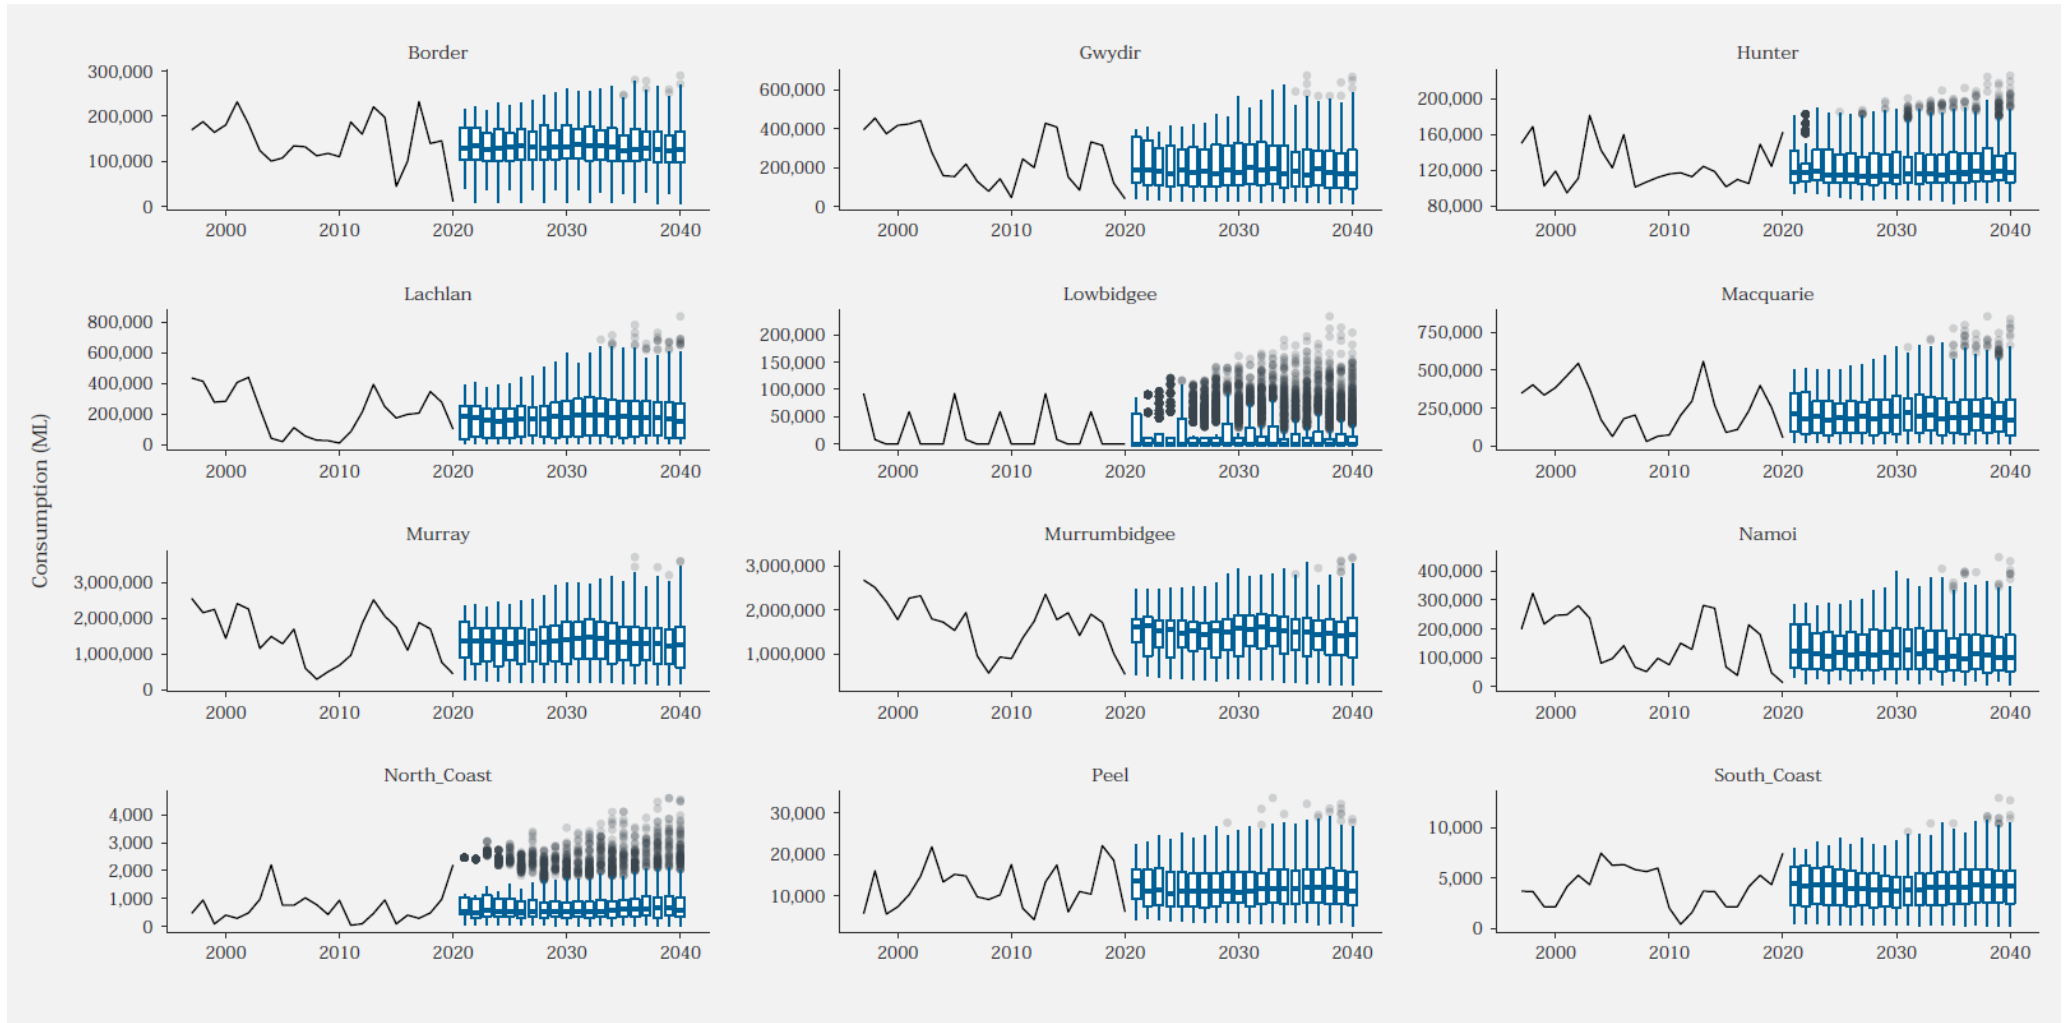 Consumption (ML)
Border
300,000
200,000
100,000
0
2000 2010 2020 2030 2040
Gwydir
600,000
400,000
200,000
0
2000 2010 2020 2030 2040
Hunter
200,000
160,000
120,000
80,000
2000 2010 2020 2030 2040
Lachlan
800,000
600,000
400,000
200,000
0
2000 2010 2020 2030 2040
Lowbidgee
200,000
150,000
100,000
50,000
0
2000 2010 2020 2030 2040
Macquarie
750,000
500,000
250,000
0
2000 2010 2020 2030 2040
Murray
3,000,000
2,000,000
1,000,000
0
2000 2010 2020 2030 2040
Murrumbidgee
3,000,000
2,000,000
1,000,000
2000 2010 2020 2030 2040
Namoi
400,000
300,000
200,000
100,000
0
2000 2010 2020 2030 2040
North_Coast
4,000
3,000
2,000
1,000
0
2000 2010 2020 2030 2040
Peel
30,000
20,000
10,000
2000 2010 2020 2030 2040
South_Coast
10,000
5,000
0
2000 2010 2020 2030 2040